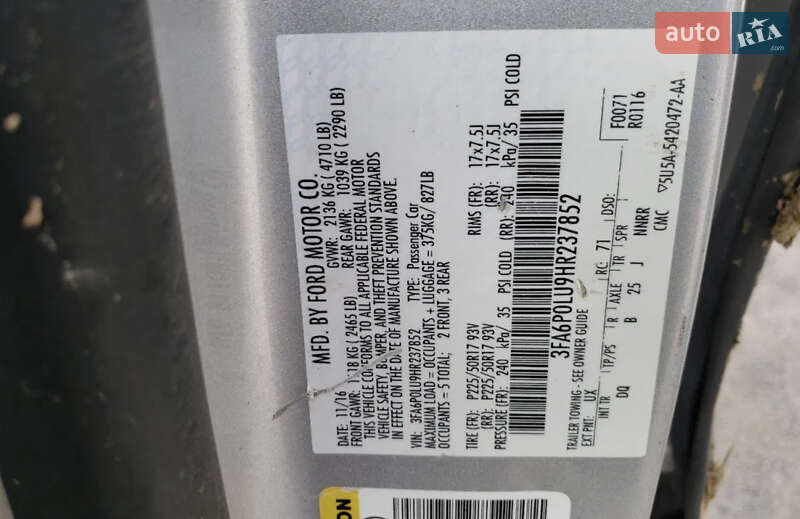 auto RIA.com
MFD. BY FORD MOTOR CO.
DATE: 11/16 GVWR: 2136 KG ( 4710 LB)
FRONT GAWR: 1118 KG ( 2465 LB) REAR GAWR: 1039 KG ( 2290 LB)
THIS VEHICLE CONFORMS TO ALL APPLICABLE FEDERAL MOTOR
VEHICLE SAFETY, BUMPER, AND THEFT PREVENTION STANDARDS
IN EFFECT ON THE DATE OF MANUFACTURE SHOWN ABOVE.
VIN: 3FA6P0LU9HR237852 TYPE: Passenger Car
MAXIMUM LOAD = OCCUPANTS + LUGGAGE = 375KG/ 827LB
OCCUPANTS = 5 TOTAL; 2 FRONT, 3 REAR
TIRE (FR): P225/50R17 93V RIMS (FR): 17x7.5J
(RR): P225/50R17 93V (RR): 17x7.5J
PRESSURE (FR): 240 kPa/ 35 PSI COLD (RR): 240 kPa/ 35 PSI COLD
3FA6P0LU9HR237852
TRAILER TOWING - SEE OWNER GUIDE
EXT PNT: UX RC: 71 DSO: F0071
R0116
INT TR TP/PS R AXLE TR SPR
DQ B 25 J NNRR
CMC ▽5U5A-5420472-AA
ON